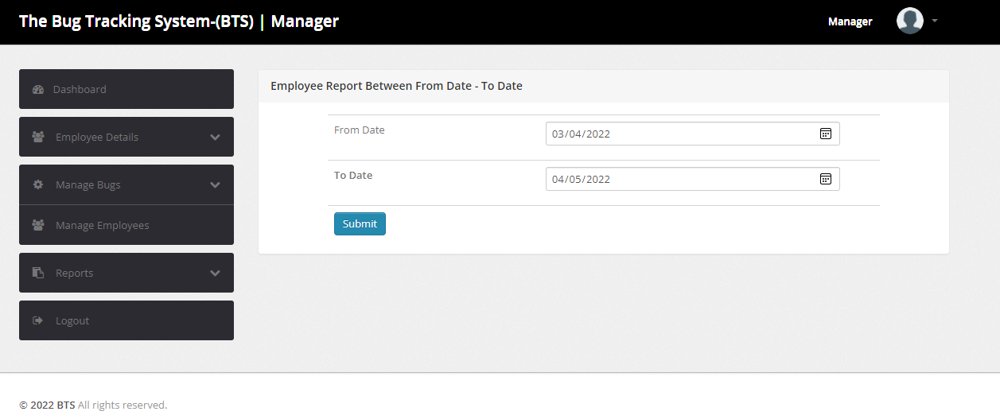 The Bug Tracking System-(BTS) | Manager
Manager
Dashboard
Employee Details
Manage Bugs
Manage Employees
Reports
Logout
Employee Report Between From Date - To Date
From Date
03/04/2022
To Date
04/05/2022
Submit
© 2022 BTS All rights reserved.